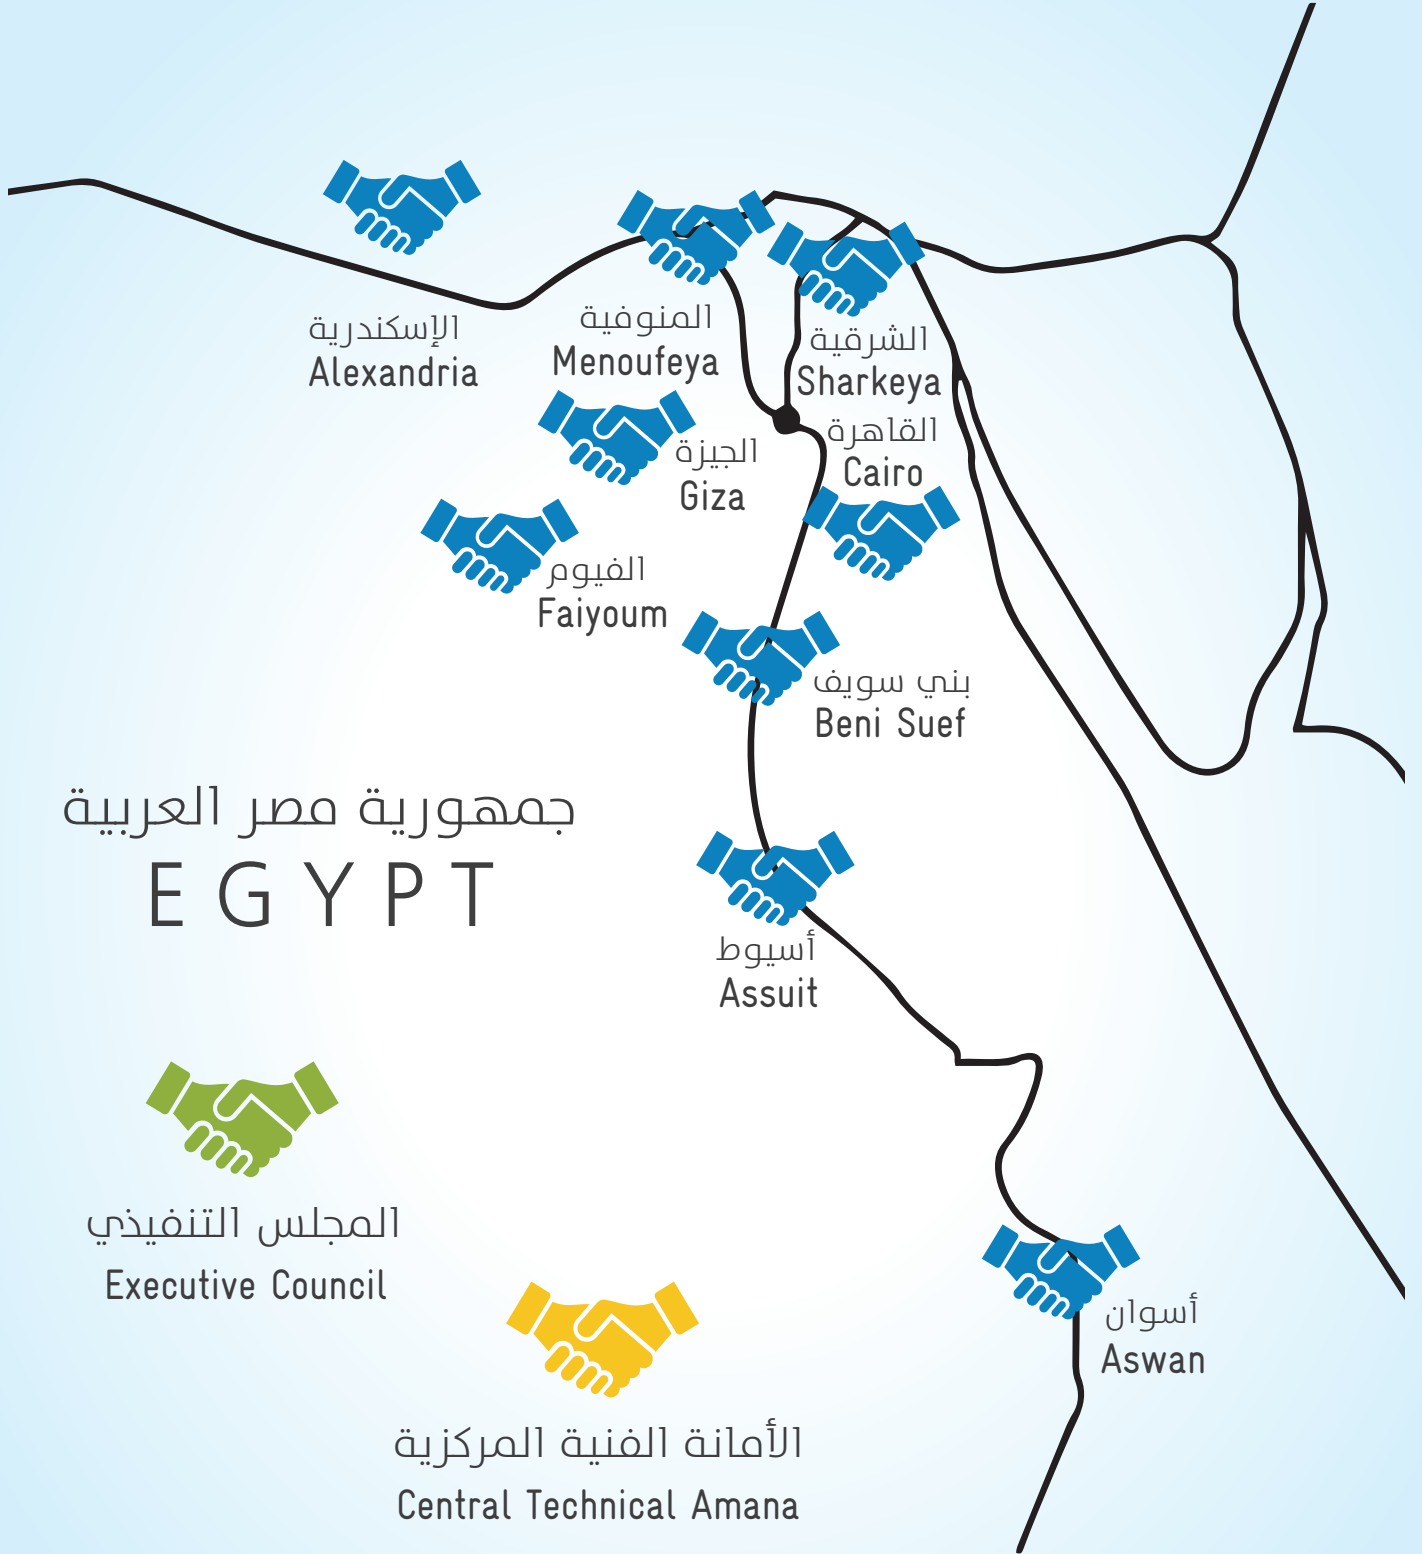 الإسكندرية
Alexandria
المنوفية
Menoufeya
الشرقية
Sharkeya
القاهرة
Cairo
الجيزة
Giza
الفيوم
Faiyoum
بني سويف
Beni Suef
جمهورية مصر العربية
EGYPT
أسيوط
Assuit
المجلس التنفيذي
Executive Council
أسوان
Aswan
الأمانة الفنية المركزية
Central Technical Amana